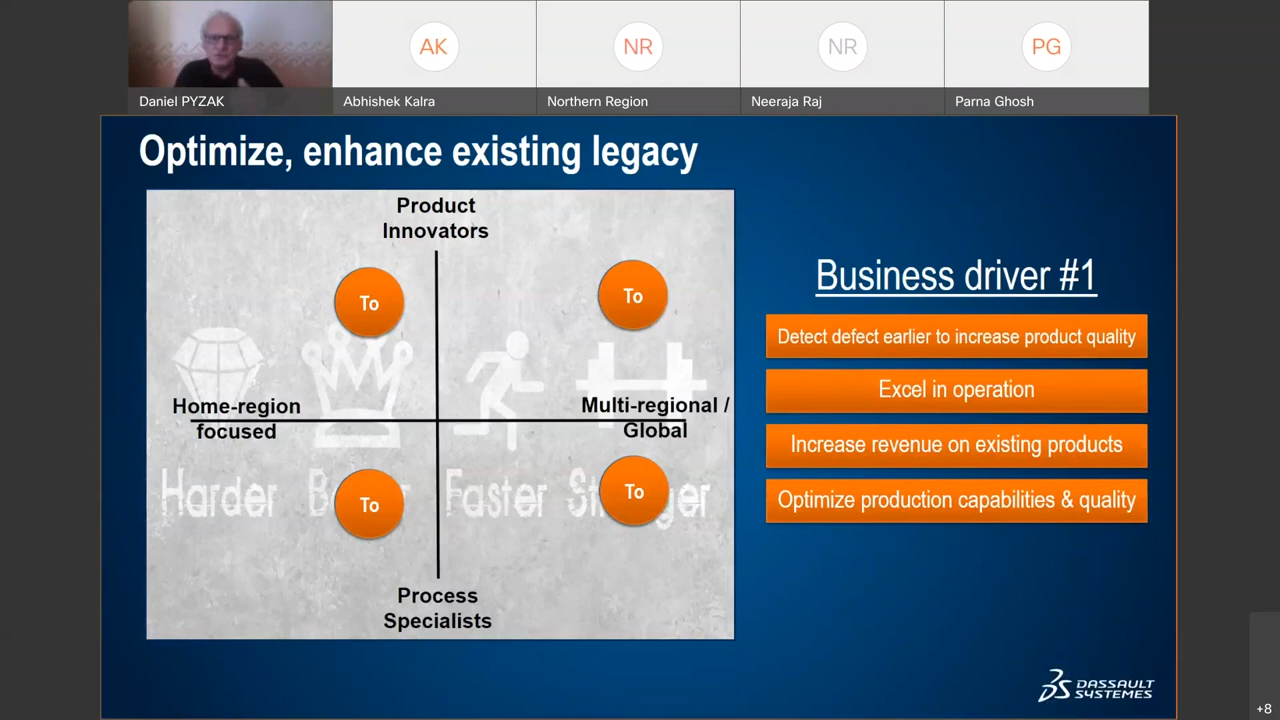 AK
NR
NR
PG
Daniel PYZAK
Abhishek Kalra
Northern Region
Neeraja Raj
Parna Ghosh
Optimize, enhance existing legacy
Product
Innovators
To
To
Home-region
focused
Multi-regional /
Global
Harder
Faster
To
To
Process
Specialists
Business driver #1
Detect defect earlier to increase product quality
Excel in operation
Increase revenue on existing products
Optimize production capabilities & quality
DASSAULT
SYSTEMES
+8